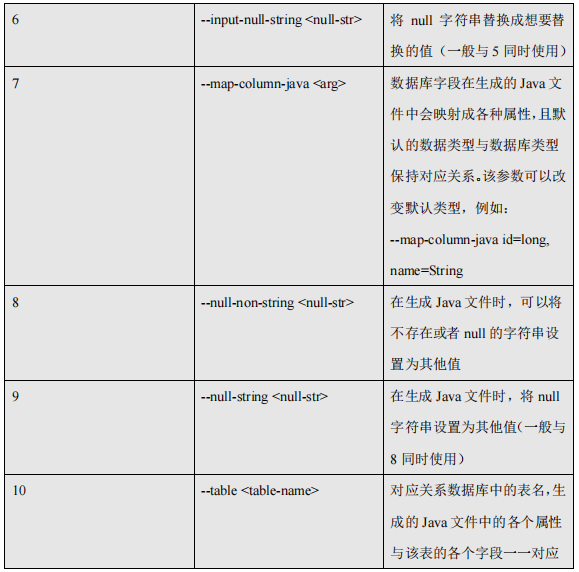 6 --input-null-string <null-str> 将 null 字符串替换成想要替
换的值（一般与 5 同时使用）
7 --map-column-java <arg> 数据库字段在生成的 Java 文
件中会映射成各种属性，且默
认的数据类型与数据库类型
保持对应关系。该参数可以改
变默认类型，例如：
--map-column-java id=long,
name=String
8 --null-non-string <null-str> 在生成 Java 文件时，可以将
不存在或者 null 的字符串设
置为其他值
9 --null-string <null-str> 在生成 Java 文件时，将 null
字符串设置为其他值（一般与
8 同时使用）
10 --table <table-name> 对应关系数据库中的表名，生
成的 Java 文件中的各个属性
与该表的各个字段一一对应